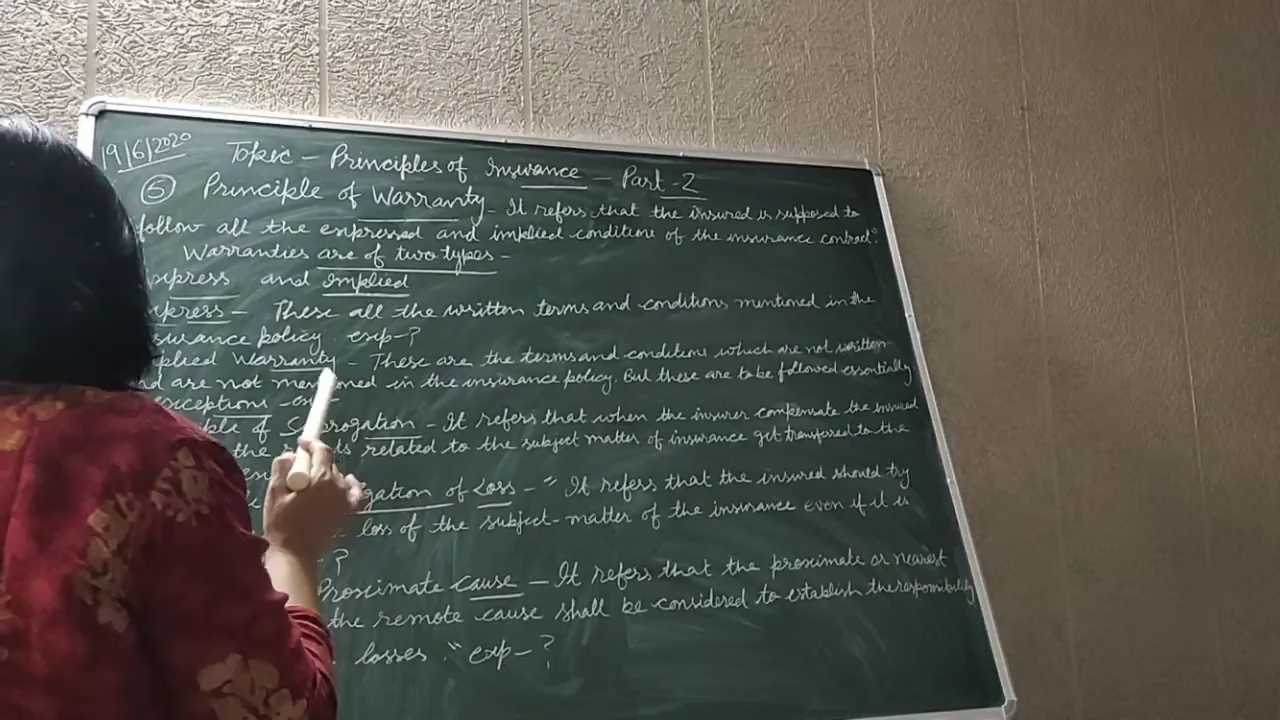 19/6/2020
Topic - Principles of Insurance - Part-2
⑤ Principle of Warranty - It refers that the insured is supposed to
follow all the expressed and implied conditions of the insurance contract."
Warranties are of two types -
and Implied
- These all the written terms and conditions mentioned in the
policy. exp-?
Warranty - These are the terms and conditions which are not written
are not mentioned in the insurance policy. But these are to be followed essentially
exp-
of - It refers that when the insurer compensate the insured
the related to the subject matter of insurance get transfered to the
of Loss - " It refers that the insured should try
loss of the subject-matter of the insurance even if it is
- ?
Proximate Cause - It refers that the proximate or nearest
the remote cause shall be considered to establish the responsibility
losses." exp- ?